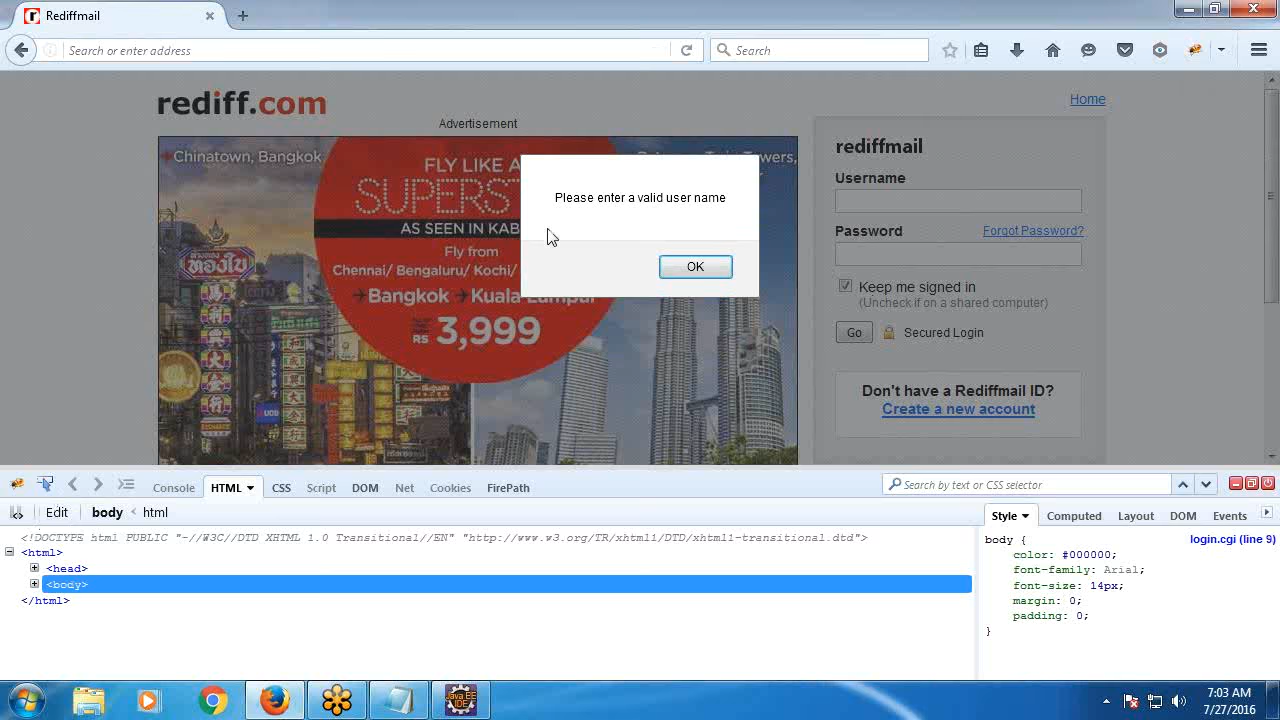 Rediffmail
Search or enter address
Search
rediff.com
Home
Advertisement
Chinatown, Bangkok
Towers,
FLY LIKE A
SUPERST
AS SEEN IN KAB
Fly from
Chennai/ Bengaluru/ Kochi/
Bangkok Kuala Lumpur
RS 3,999
Please enter a valid user name
OK
rediffmail
Username
Password
Forgot Password?
Keep me signed in
(Uncheck if on a shared computer)
Go
Secured Login
Don't have a Rediffmail ID?
Create a new account
Console
HTML
CSS
Script
DOM
Net
Cookies
FirePath
Search by text or CSS selector
Edit
body < html
<!DOCTYPE html PUBLIC "-//W3C//DTD XHTML 1.0 Transitional//EN" "http://www.w3.org/TR/xhtml1/DTD/xhtml1-transitional.dtd">
<html>
<head>
<body>
</html>
Style
Computed
Layout
DOM
Events
body {
login.cgi (line 9)
color: #000000;
font-family: Arial;
font-size: 14px;
margin: 0;
padding: 0;
}
Java EE
IDE
7:03 AM
7/27/2016